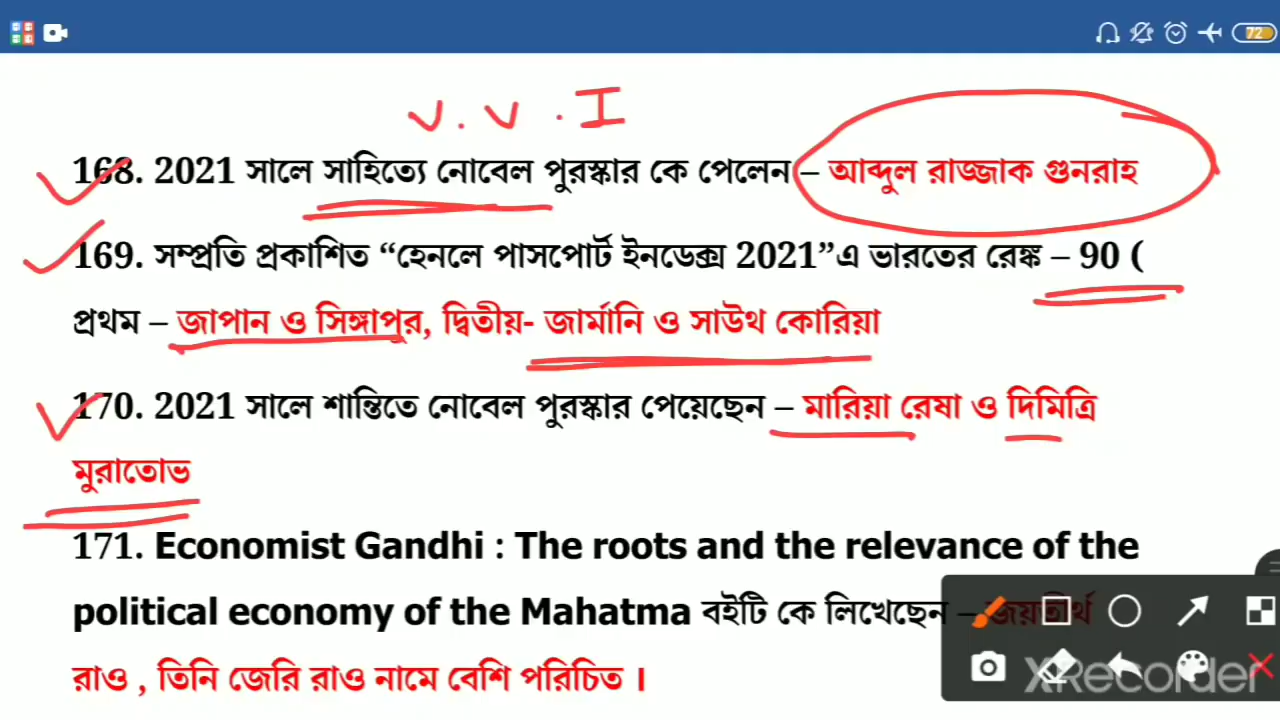 72
V. V. I
168. 2021 সালে সাহিত্যে নোবেল পুরস্কার কে পেলেন – আব্দুল রাজ্জাক গুনরাহ
169. সম্প্রতি প্রকাশিত “হেনলে পাসপোর্ট ইনডেক্স 2021”এ ভারতের রেঙ্ক – 90 (
প্রথম – জাপান ও সিঙ্গাপুর, দ্বিতীয়- জার্মানি ও সাউথ কোরিয়া
170. 2021 সালে শান্তিতে নোবেল পুরস্কার পেয়েছেন – মারিয়া রেষা ও দিমিত্রি
মুরাতোভ
171. Economist Gandhi : The roots and the relevance of the
political economy of the Mahatma বইটি কে লিখেছেন – জয়তীর্থ
রাও , তিনি জেরি রাও নামে বেশি পরিচিত ।
XRecorder